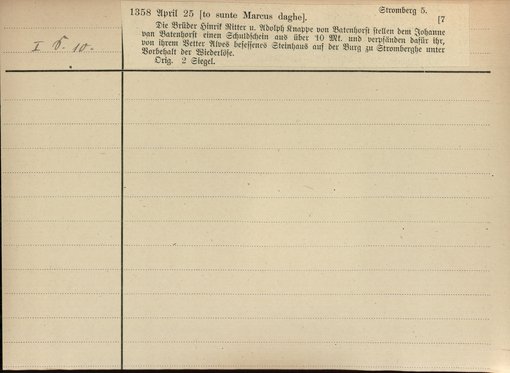 1358 April 25 [to sunte Marcus daghe]. Stromberg 5.
[7
Die Brüder Hinrik Ritter u. Adolph Knappe von Batenhorst stellen dem Johanne
van Batenhorst einen Schuldschein aus über 10 Mk. und verpfänden dafür ihr,
von ihrem Vetter Alves besessenes Steinhaus auf der Burg zu Stromberghe unter
Vorbehalt der Wiederlöse.
Orig. 2 Siegel.
I. 10.